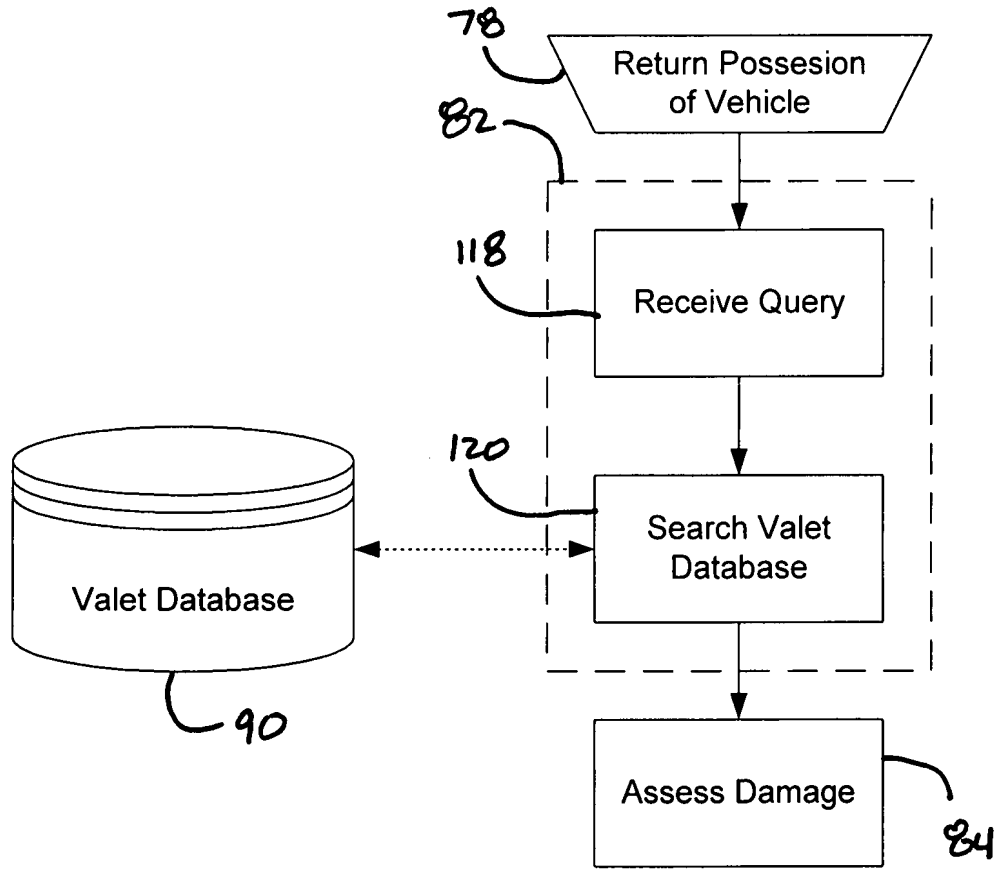 78
Return Possesion
of Vehicle
82
118
Receive Query
120
Search Valet
Database
Valet Database
90
Assess Damage
84